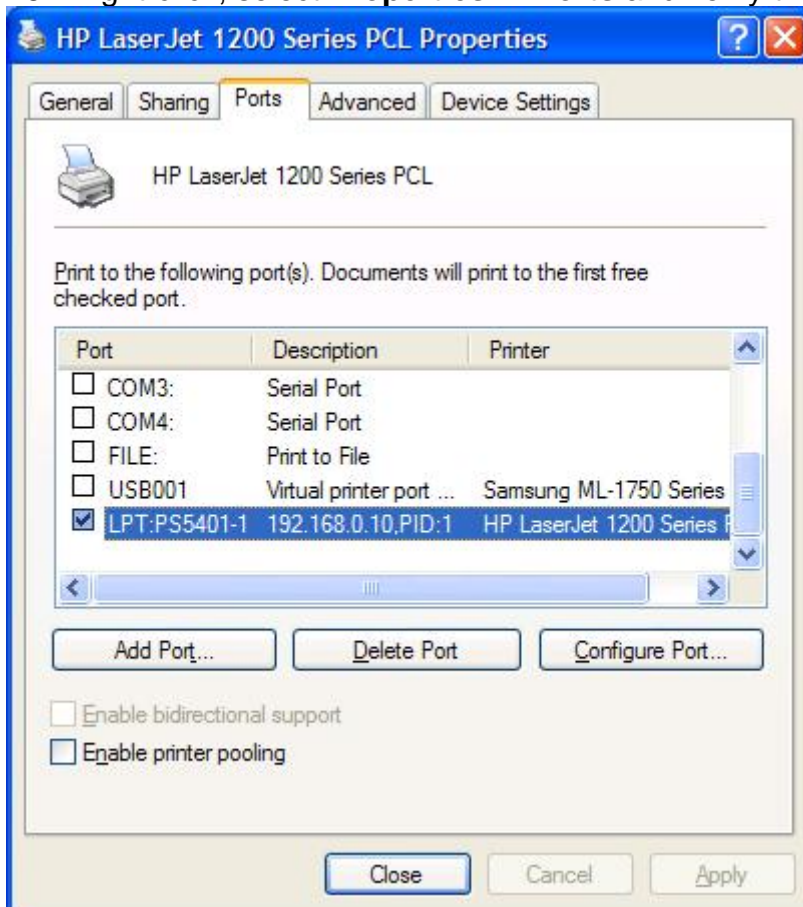 HP LaserJet 1200 Series PCL Properties
General Sharing Ports Advanced Device Settings
HP LaserJet 1200 Series PCL
Print to the following port(s). Documents will print to the first free
checked port.
Port Description Printer
COM3: Serial Port
COM4: Serial Port
FILE: Print to File
USB001 Virtual printer port ... Samsung ML-1750 Series
LPT:PS5401-1 192.168.0.10,PID:1 HP LaserJet 1200 Series
Add Port... Delete Port Configure Port...
Enable bidirectional support
Enable printer pooling
Close Cancel Apply